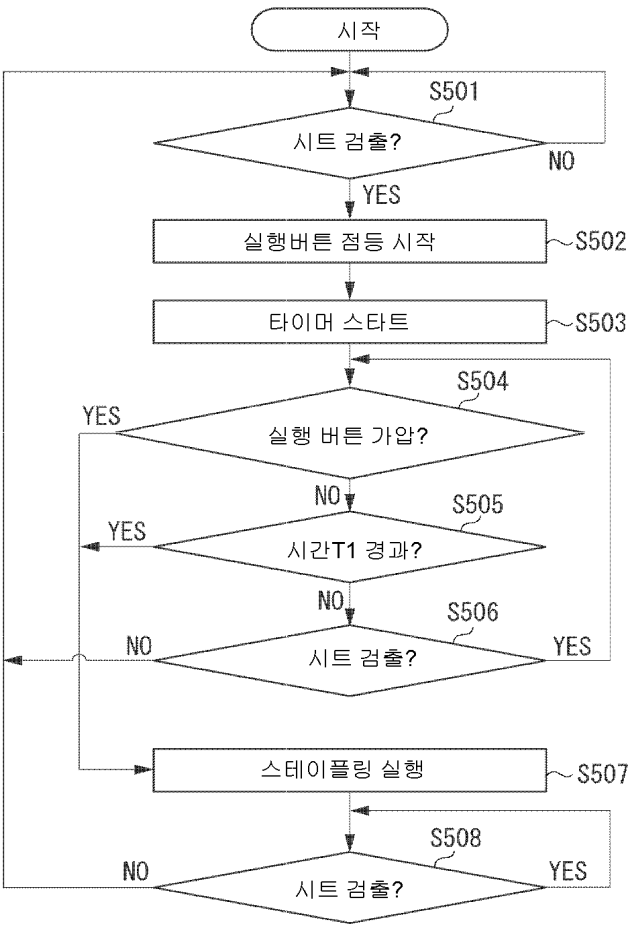 시작
S501
시트 검출?
NO
YES
실행버튼 점등 시작
S502
타이머 스타트
S503
S504
YES
실행 버튼 가압?
NO
S505
YES
시간T1 경과?
NO
S506
NO
시트 검출?
YES
스테이플링 실행
S507
S508
NO
시트 검출?
YES